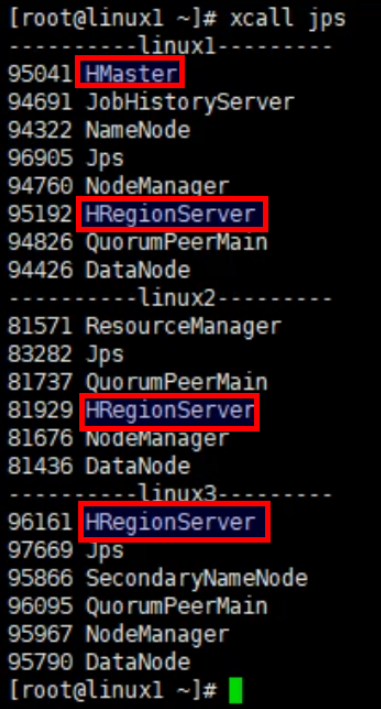 [root@linux1 ~]# xcall jps
----------linux1---------
95041 HMaster
94691 JobHistoryServer
94322 NameNode
96905 Jps
94760 NodeManager
95192 HRegionServer
94826 QuorumPeerMain
94426 DataNode
----------linux2---------
81571 ResourceManager
83282 Jps
81737 QuorumPeerMain
81929 HRegionServer
81676 NodeManager
81436 DataNode
----------linux3---------
96161 HRegionServer
97669 Jps
95866 SecondaryNameNode
96095 QuorumPeerMain
95967 NodeManager
95790 DataNode
[root@linux1 ~]#